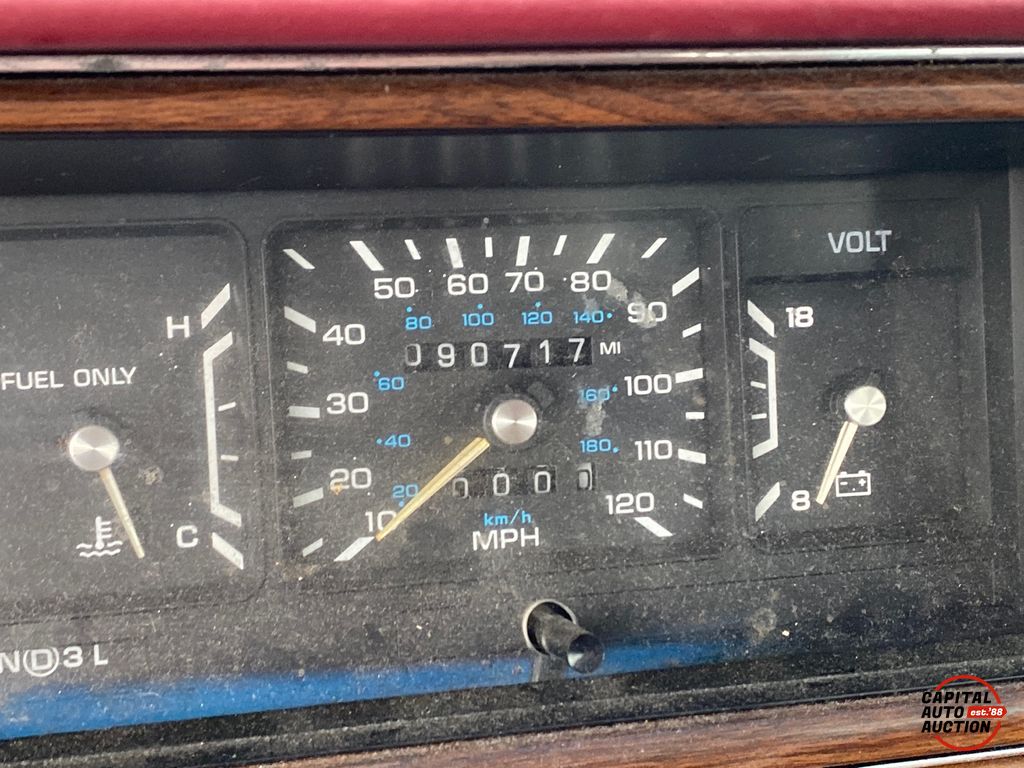 FUEL ONLY
H
C
N(D)3 L
50 60 70 80
40 90
30 100
20 110
10 120
80 100 120 140
60 160
40 180
20
090717 MI
0000
km/h
MPH
VOLT
18
8
CAPITAL
AUTO est.'88
AUCTION